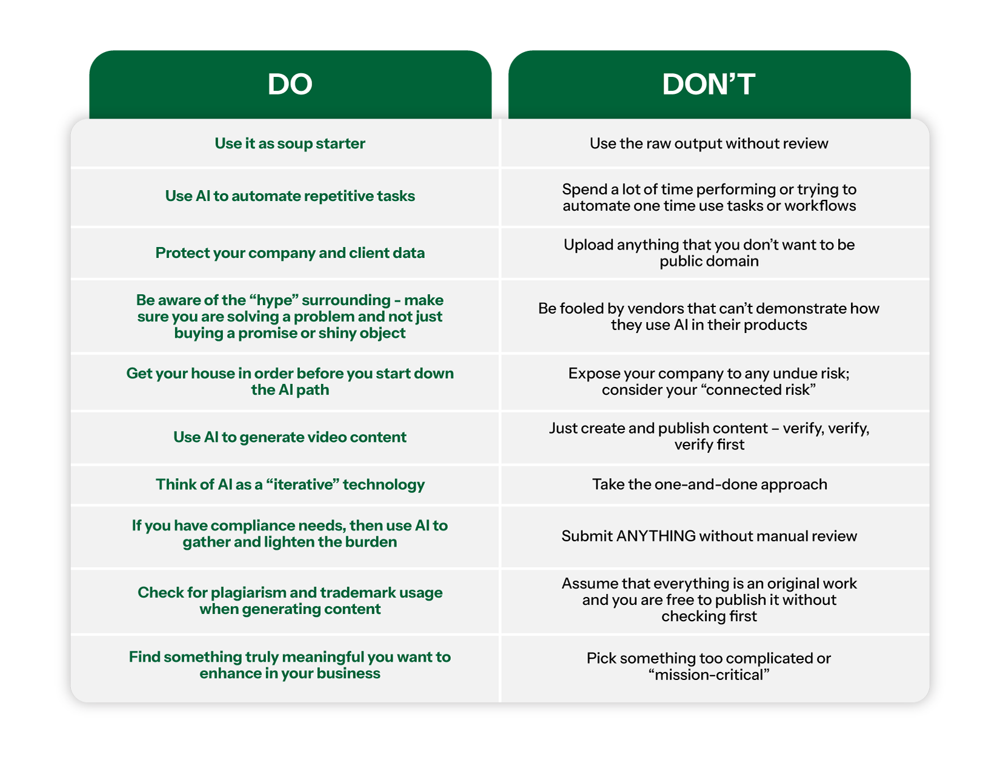 DO
DON’T
Use it as soup starter
Use the raw output without review
Use AI to automate repetitive tasks
Spend a lot of time performing or trying to
automate one time use tasks or workflows
Protect your company and client data
Upload anything that you don’t want to be
public domain
Be aware of the “hype” surrounding - make
sure you are solving a problem and not just
buying a promise or shiny object
Be fooled by vendors that can’t demonstrate how
they use AI in their products
Get your house in order before you start down
the AI path
Expose your company to any undue risk;
consider your “connected risk”
Use AI to generate video content
Just create and publish content – verify, verify,
verify first
Think of AI as a “iterative” technology
Take the one-and-done approach
If you have compliance needs, then use AI to
gather and lighten the burden
Submit ANYTHING without manual review
Check for plagiarism and trademark usage
when generating content
Assume that everything is an original work
and you are free to publish it without
checking first
Find something truly meaningful you want to
enhance in your business
Pick something too complicated or
“mission-critical”